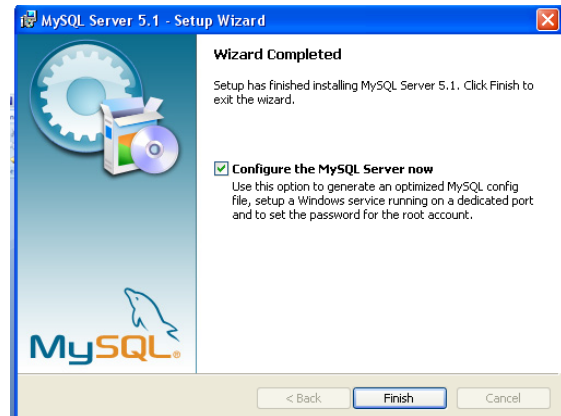 MySQL Server 5.1 - Setup Wizard
Wizard Completed
Setup has finished installing MySQL Server 5.1. Click Finish to
exit the wizard.
Configure the MySQL Server now
Use this option to generate an optimized MySQL config
file, setup a Windows service running on a dedicated port
and to set the password for the root account.
MySQL®
< Back
Finish
Cancel